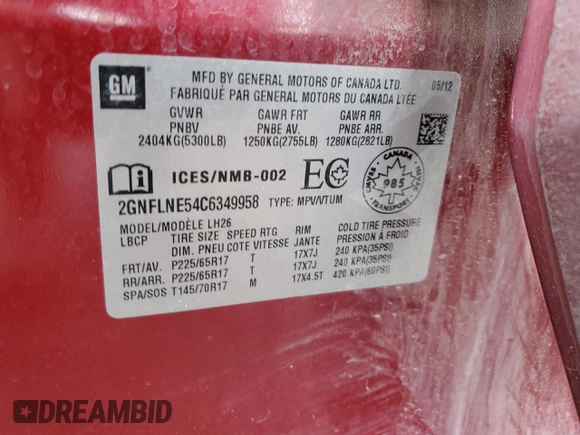 GM
MFD BY GENERAL MOTORS OF CANADA LTD. 05/12
FABRIQUÉ PAR GENERAL MOTORS DU CANADA LTÉE
GVWR GAWR FRT GAWR RR
PNBV PNBE AV. PNBE ARR.
2404KG(5300LB) 1250KG(2755LB) 1280KG(2821LB)
ICES/NMB-002 EC CANADA 985 CMVSS NSVAC TRANSPORT
2GNFLNE54C6349958 TYPE: MPV/VTUM
MODEL/MODÈLE LH26
LBCP TIRE SIZE SPEED RTG RIM COLD TIRE PRESSURE
DIM. PNEU COTE VITESSE JANTE PRESSION À FROID
FRT/AV. P225/65R17 T 17X7J 240 KPA(35PSI)
RR/ARR. P225/65R17 T 17X7J 240 KPA(35PSI)
SPA/SOS T145/70R17 M 17X4.5T 420 KPA(60PSI)
DREAMBID